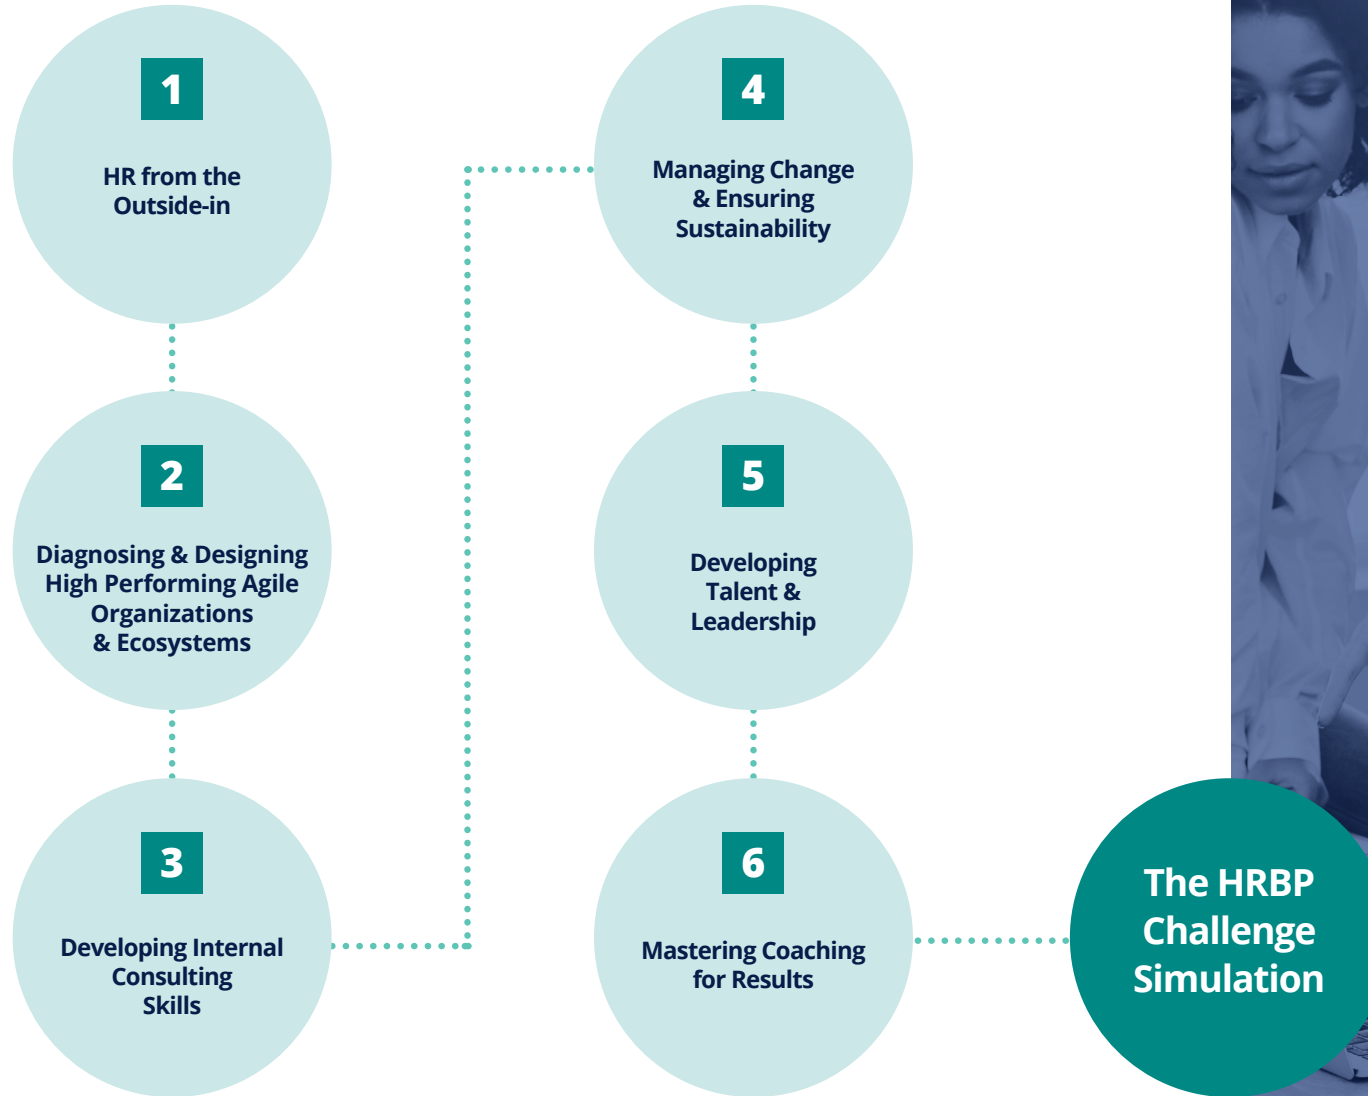 1
HR from the
Outside-in
2
Diagnosing & Designing
High Performing Agile
Organizations
& Ecosystems
3
Developing Internal
Consulting
Skills
4
Managing Change
& Ensuring
Sustainability
5
Developing
Talent &
Leadership
6
Mastering Coaching
for Results
The HRBP
Challenge
Simulation